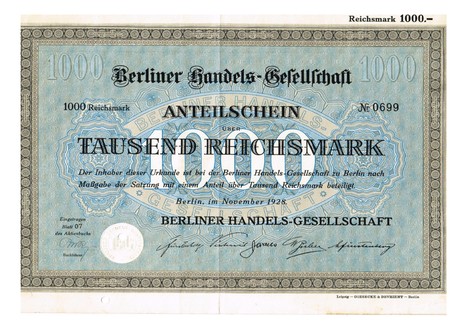 Reichsmark 1000.–
1000 1000
Berliner Handels-Gesellschaft
1000 Reichsmark ANTEILSCHEIN № 0699
ÜBER
TAUSEND REICHSMARK
1000
Der Inhaber dieser Urkunde ist bei der Berliner Handels-Gesellschaft zu Berlin nach
Maßgabe der Satzung mit einem Anteil über Tausend Reichsmark beteiligt.
Berlin, im November 1928.
BERLINER HANDELS-GESELLSCHAFT
Eingetragen
Blatt 07
des Aktienbuchs
Buchführer
Leipzig – GIESECKE & DEVRIENT – Berlin